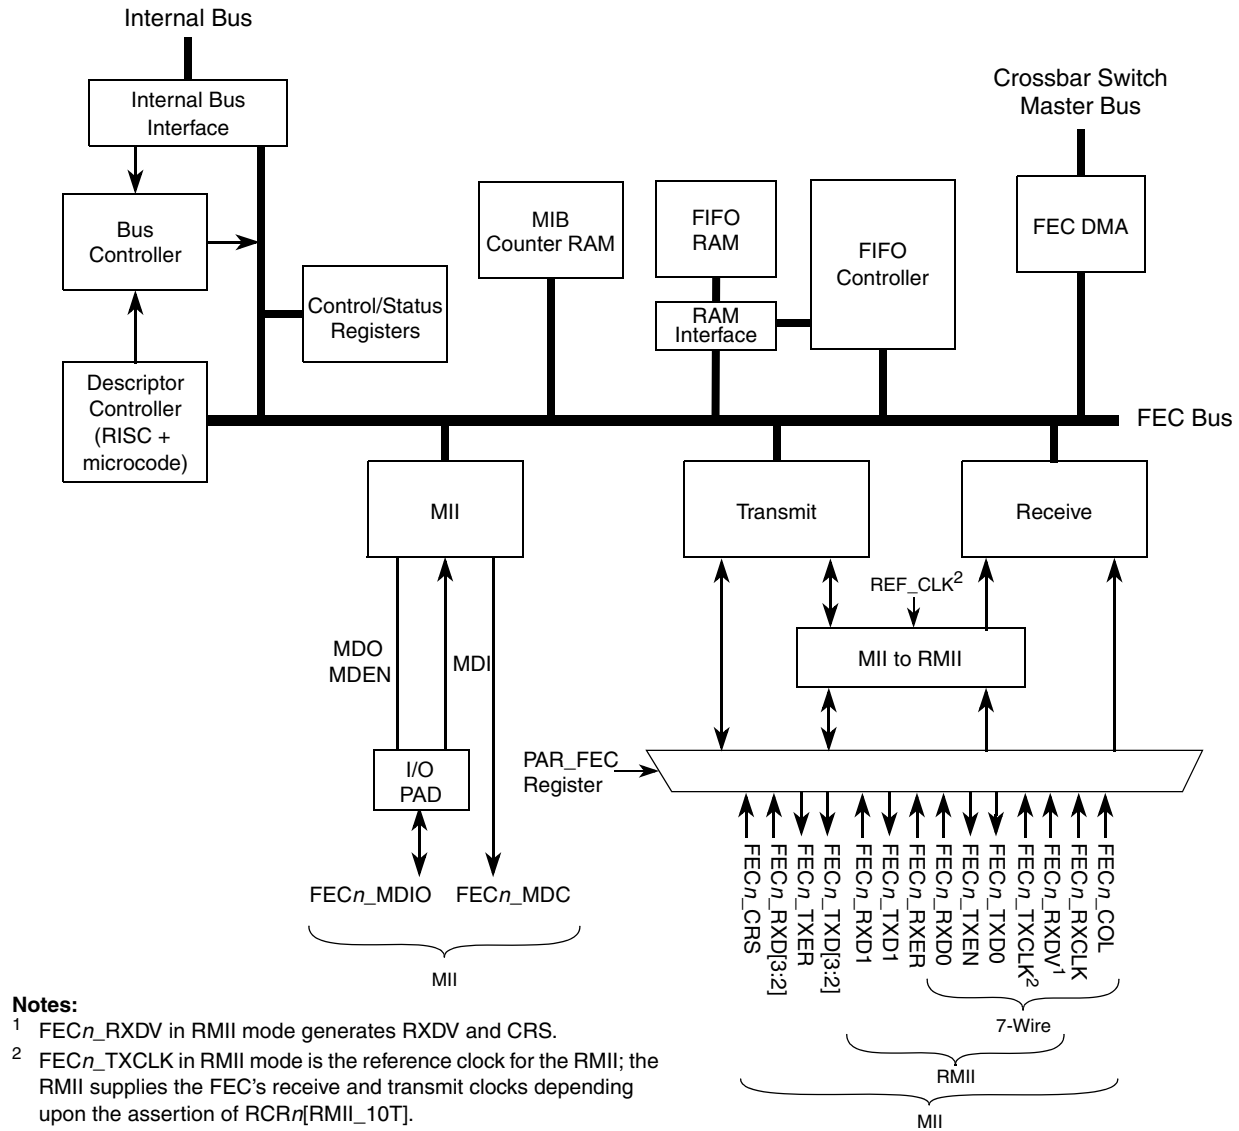 Internal Bus
Internal Bus
Interface
Crossbar Switch
Master Bus
Bus
Controller
MIB
Counter RAM
FIFO
RAM
FIFO
Controller
FEC DMA
Control/Status
Registers
RAM
Interface
Descriptor
Controller
(RISC +
microcode)
FEC Bus
MII
Transmit
Receive
REF_CLK2
MDO
MDEN
MDI
MII to RMII
I/O
PAD
PAR_FEC
Register
FECn_MDIO
FECn_MDC
MII
FECn_CRS
FECn_RXD[3:2]
FECn_TXER
FECn_TXD[3:2]
FECn_RXD1
FECn_TXD1
FECn_RXER
FECn_RXD0
FECn_TXEN
FECn_TXD0
FECn_TXCLK2
FECn_RXDV1
FECn_RXCLK
FECn_COL
7-Wire
RMII
MII
Notes:
1 FECn_RXDV in RMII mode generates RXDV and CRS.
2 FECn_TXCLK in RMII mode is the reference clock for the RMII; the
RMII supplies the FEC's receive and transmit clocks depending
upon the assertion of RCRn[RMII_10T].